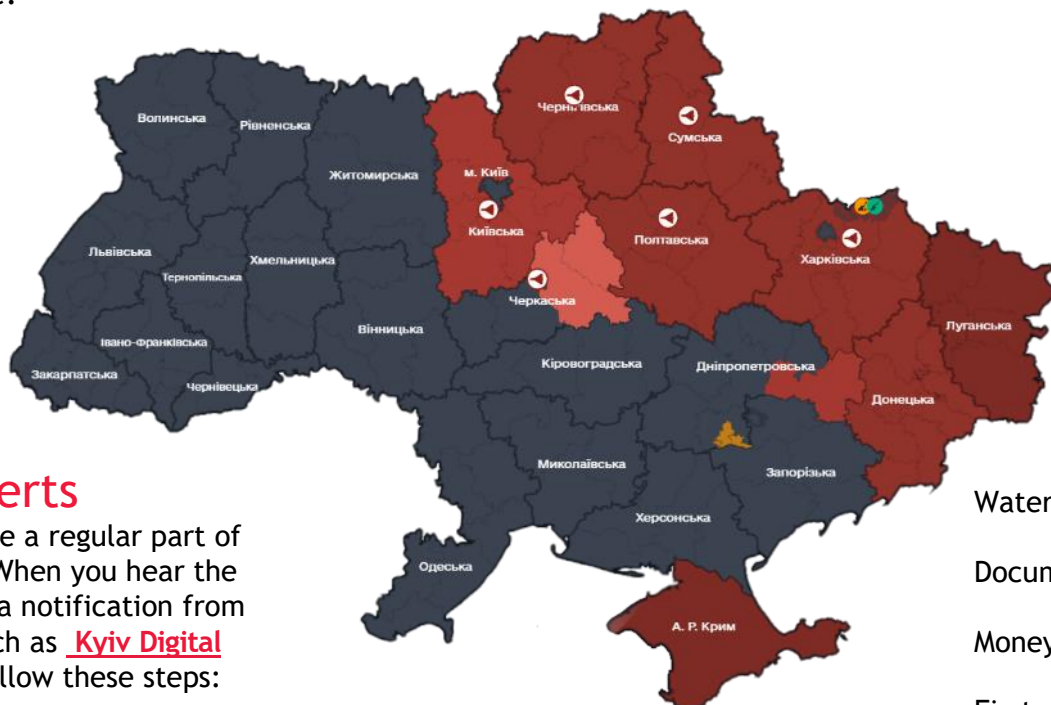 Волинська
Рівненська
Житомирська
Чернігівська
Сумська
м. Київ
Київська
Полтавська
Харківська
Львівська
Тернопільська
Хмельницька
Черкаська
Луганська
Вінницька
Івано-Франківська
Закарпатська
Чернівецька
Кіровоградська
Дніпропетровська
Донецька
Миколаївська
Запорізька
Херсонська
Одеська
А. Р. Крим
erts
e a regular part of
When you hear the
a notification from
ch as Kyiv Digital
llow these steps:
Water
Docum
Money